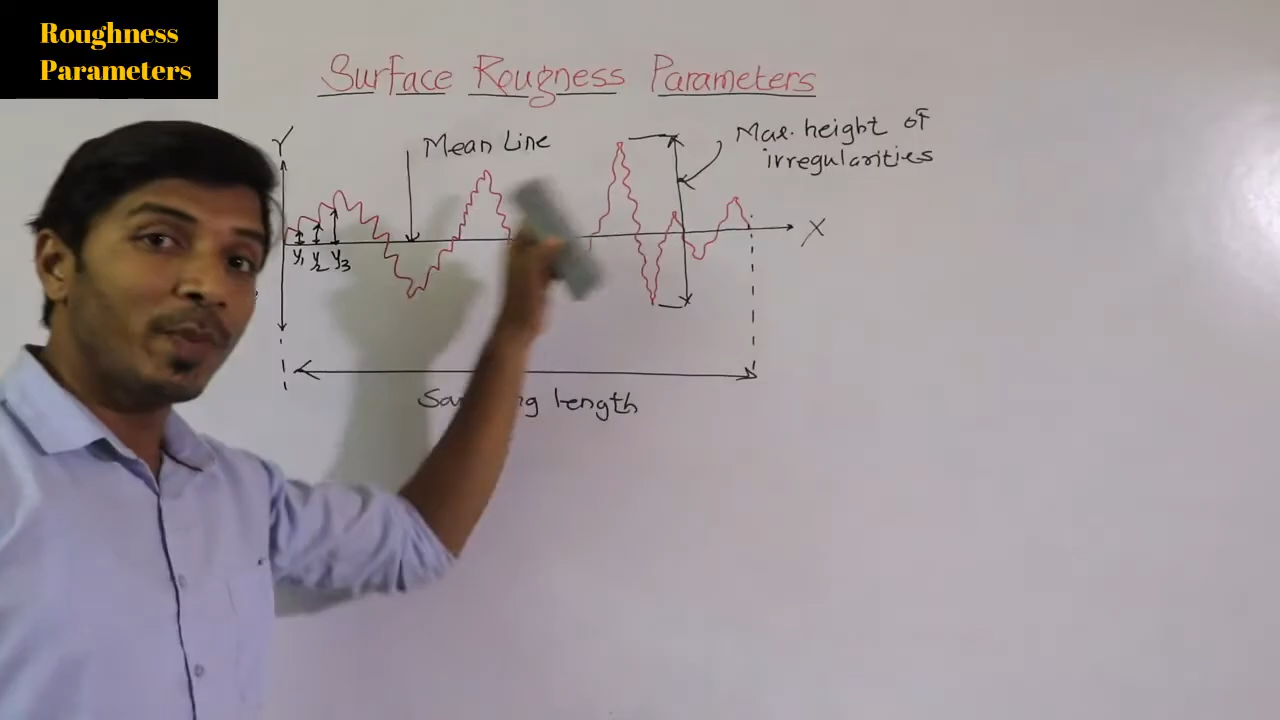 Roughness
Parameters
Surface Rougness Parameters
Y
Mean Line
Max. height of
irregularities
X
y1 y2 y3
length